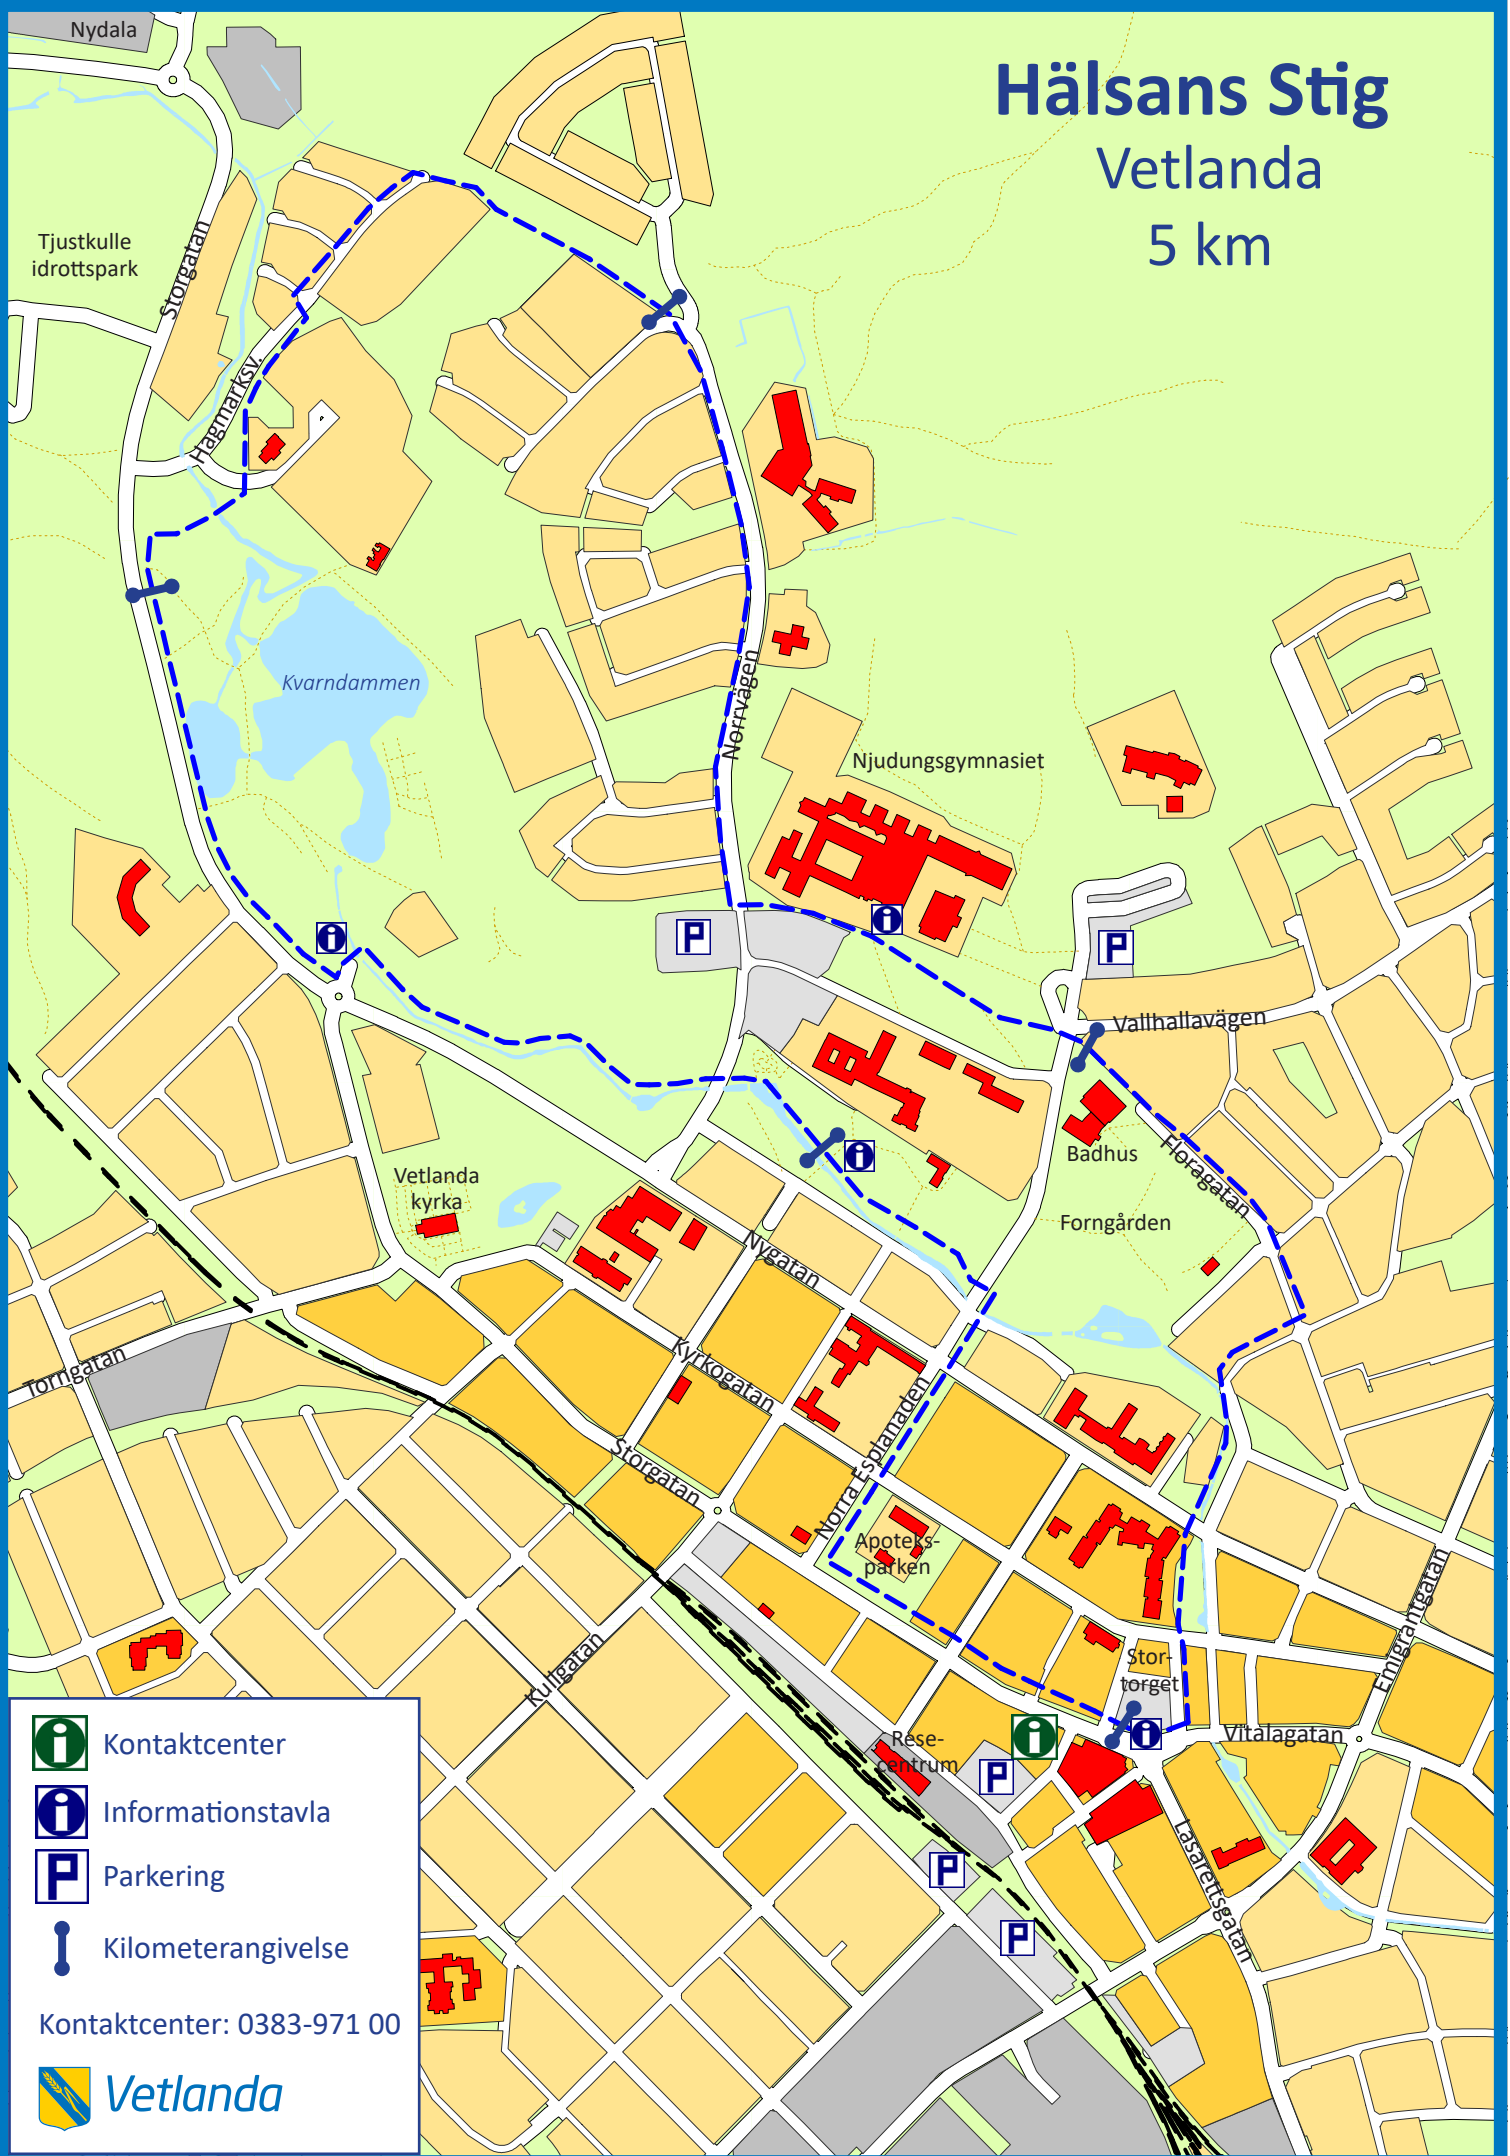 Nydala
Hälsans Stig
Vetlanda
5 km
Tjustkulle
idrottspark
Storgatan
Hagmarksv.
Kvarndammen
Norrvägen
Njudungsgymnasiet
P
P
Vallhallavägen
Badhus
Floragatan
Forngården
Vetlanda
kyrka
Nygatan
Kyrkogatan
Storgatan
Torngatan
Norra Esplanaden
Apoteks-
parken
Emigrantgatan
Kullgatan
Stor-
torget
Vitalagatan
Rese-
centrum
P
P
P
Lasarettsgatan
Kontaktcenter
Informationstavla
P Parkering
Kilometerangivelse
Kontaktcenter: 0383-971 00
Vetlanda